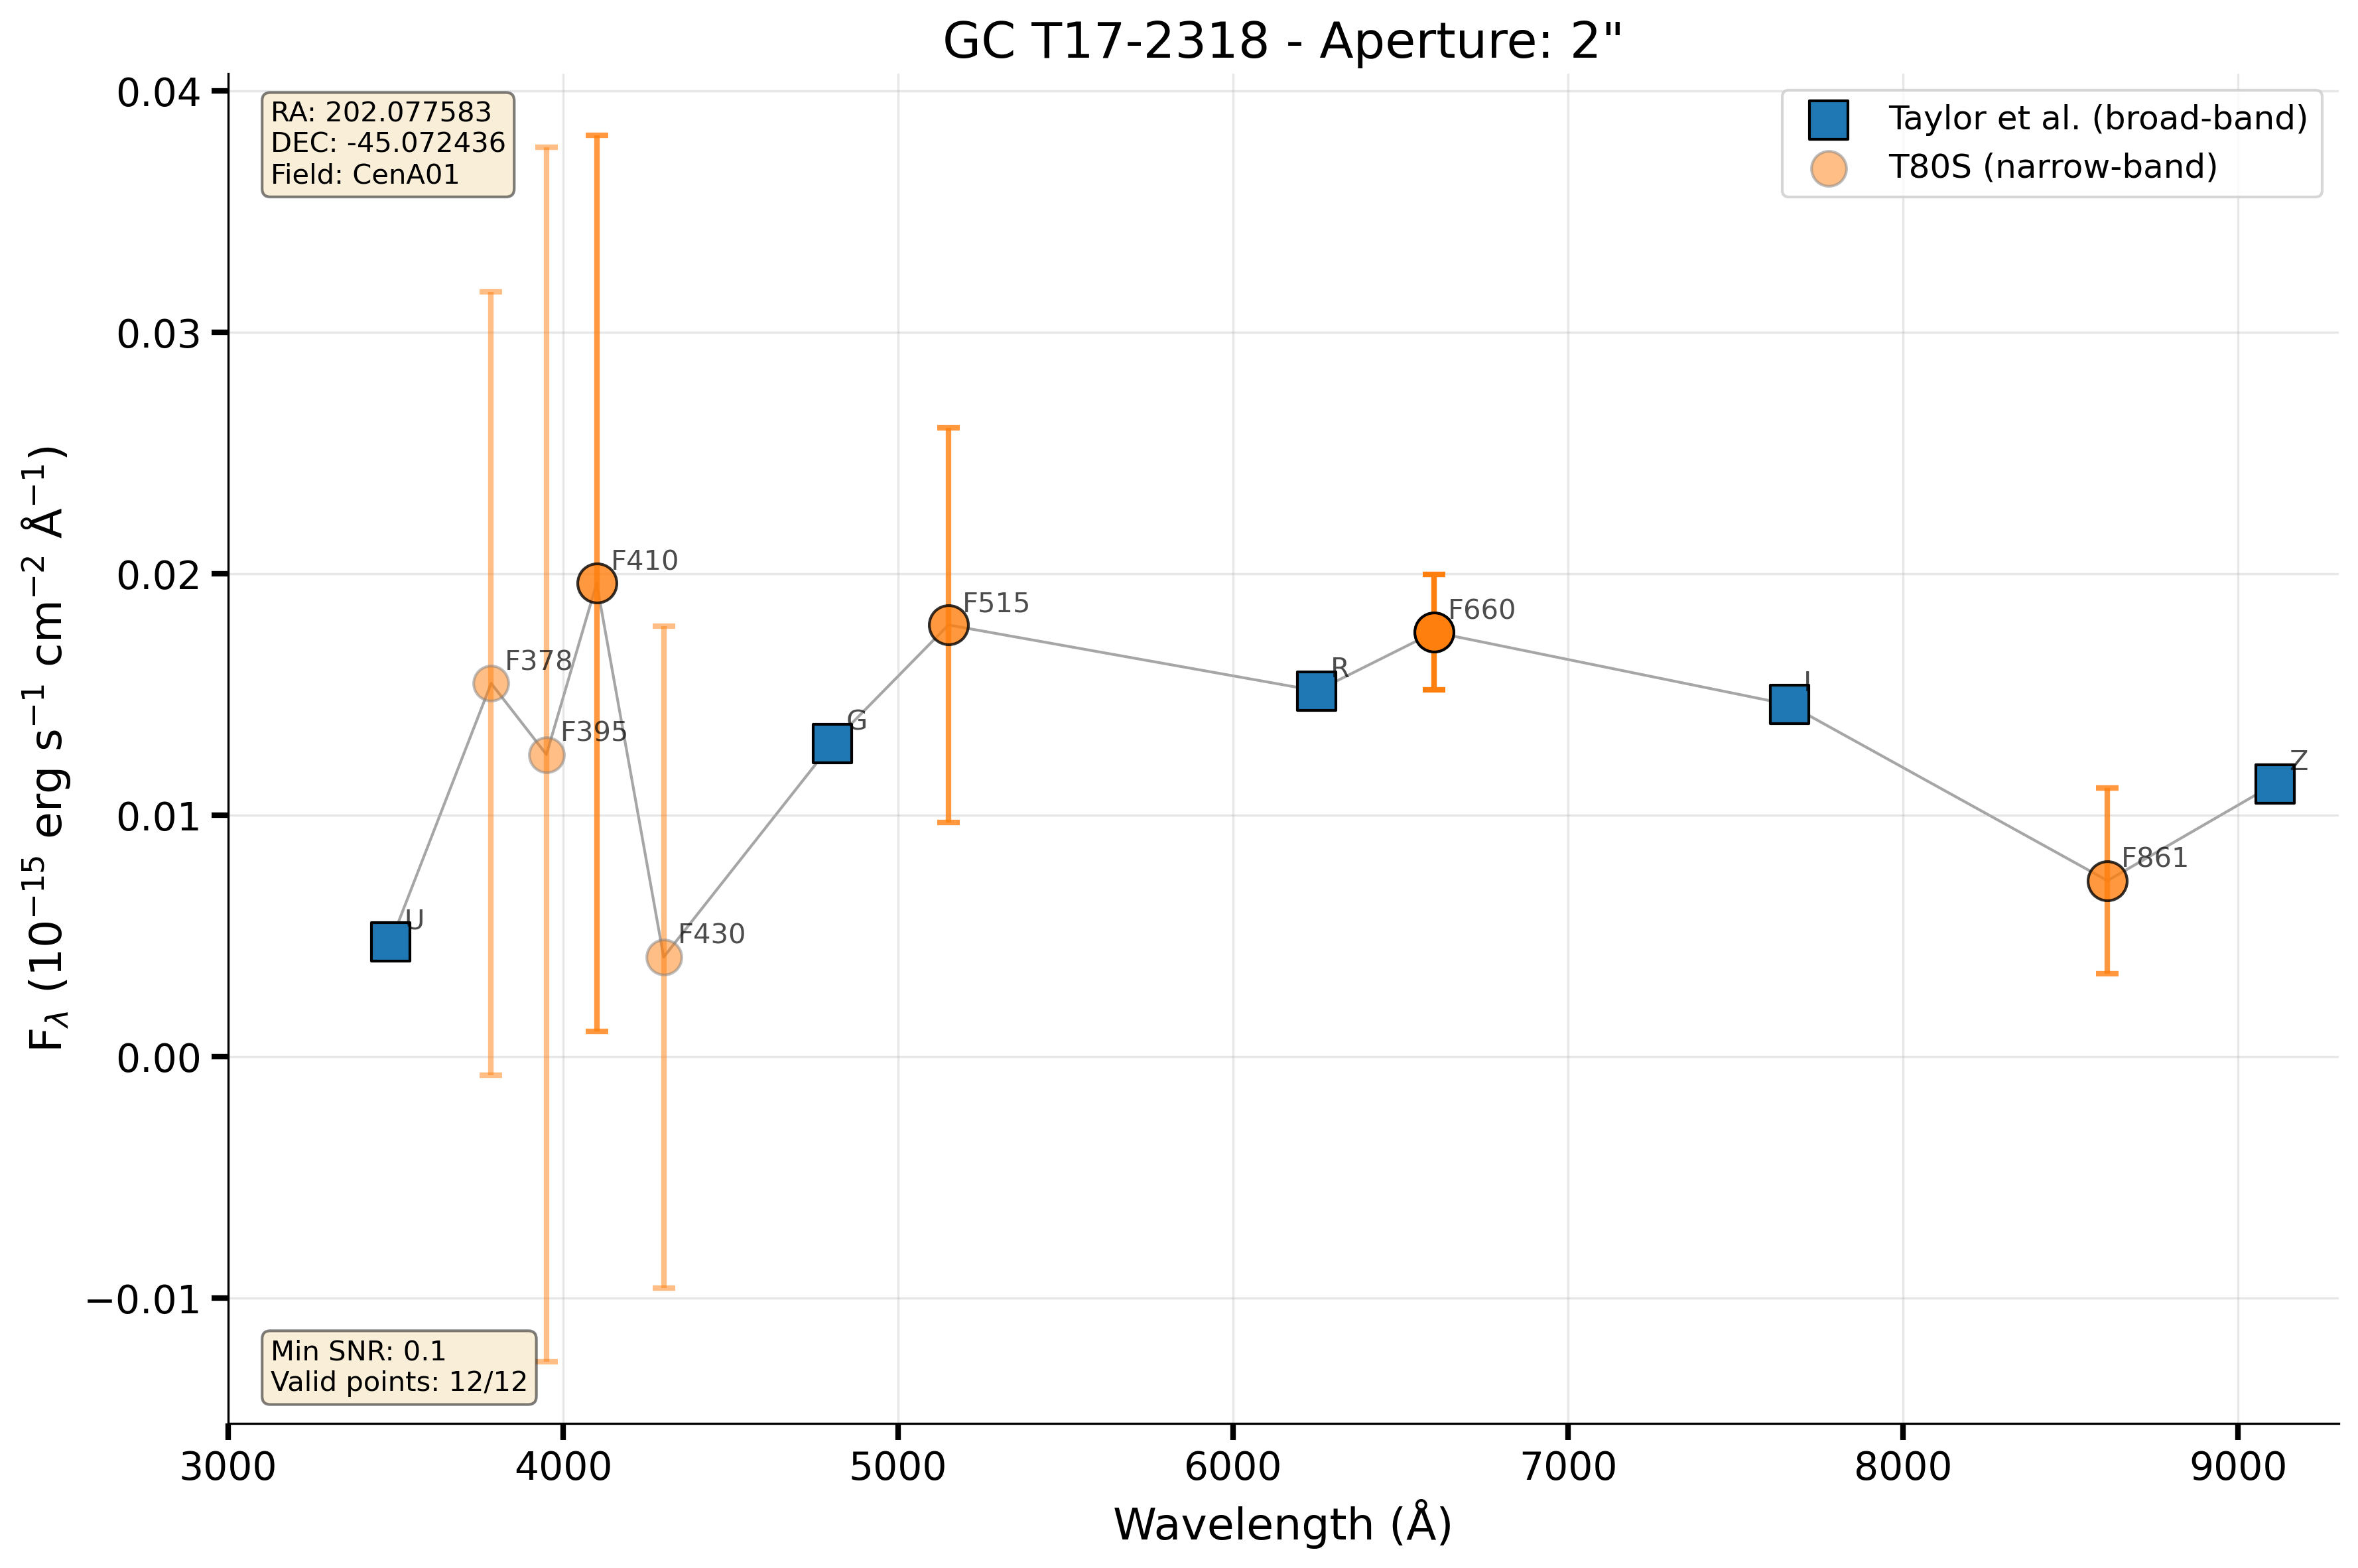 GC T17-2318 - Aperture: 2"
RA: 202.077583
DEC: -45.072436
Field: CenA01
Taylor et al. (broad-band)
T80S (narrow-band)
0.04
0.03
0.02
0.01
0.00
−0.01
F$_λ$ (10$^{−15}$ erg s$^{−1}$ cm$^{−2}$ Å$^{−1}$)
U
F378
F395
F410
F430
G
F515
R
F660
I
F861
Z
Min SNR: 0.1
Valid points: 12/12
3000 4000 5000 6000 7000 8000 9000
Wavelength (Å)